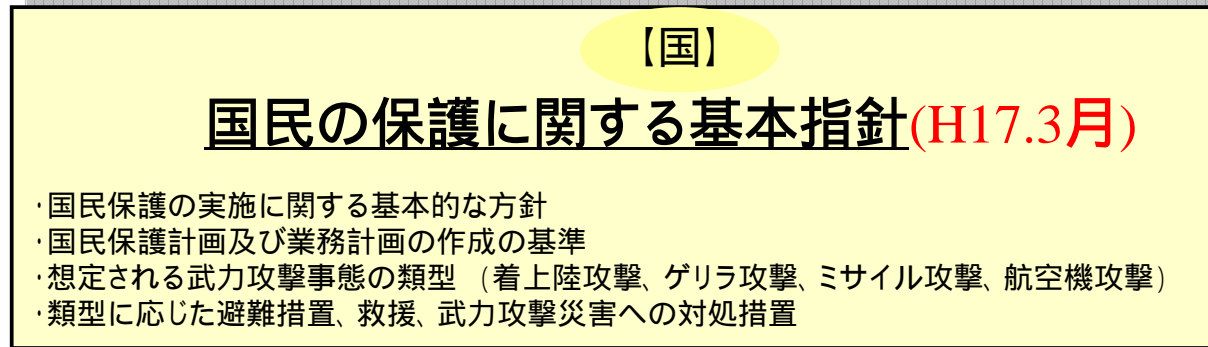 【国】
国民の保護に関する基本指針(H17.3月)
・国民保護の実施に関する基本的な方針
・国民保護計画及び業務計画の作成の基準
・想定される武力攻撃事態の類型 （着上陸攻撃、ゲリラ攻撃、ミサイル攻撃、航空機攻撃）
・類型に応じた避難措置、救援、武力攻撃災害への対処措置